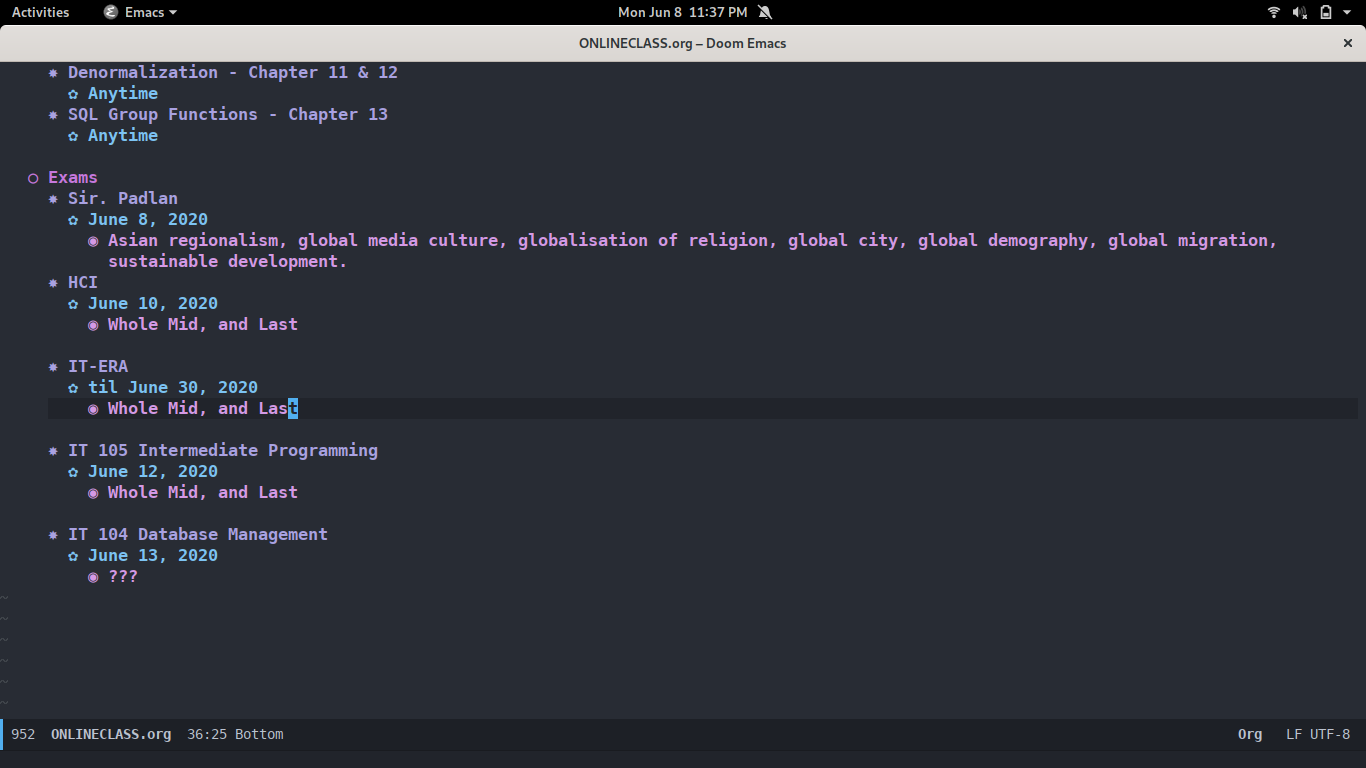 Activities Emacs Mon Jun 8 11:37 PM
ONLINECLASS.org – Doom Emacs ×
✸ Denormalization - Chapter 11 & 12
✿ Anytime
✸ SQL Group Functions - Chapter 13
✿ Anytime
○ Exams
✸ Sir. Padlan
✿ June 8, 2020
◉ Asian regionalism, global media culture, globalisation of religion, global city, global demography, global migration,
sustainable development.
✸ HCI
✿ June 10, 2020
◉ Whole Mid, and Last
✸ IT-ERA
✿ til June 30, 2020
◉ Whole Mid, and Last
✸ IT 105 Intermediate Programming
✿ June 12, 2020
◉ Whole Mid, and Last
✸ IT 104 Database Management
✿ June 13, 2020
◉ ???
~
~
~
~
~
~
952 ONLINECLASS.org 36:25 Bottom Org LF UTF-8